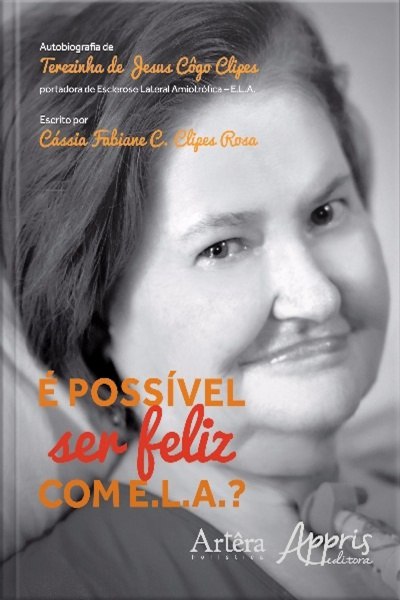 Autobiografia de
Terezinha de Jesus Côgo Clipes
portadora de Esclerose Lateral Amiotrófica – E.L.A.
Escrito por
Cássia Fabiane C. Clipes Rosa
É POSSÍVEL
ser feliz
COM E.L.A.?
Artêra
holística
Appris
editora